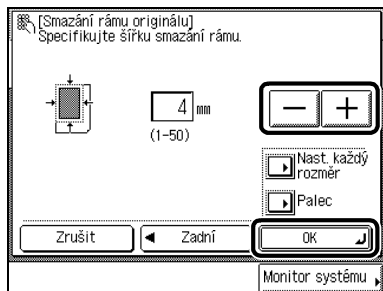 [Smazání rámu originálu]
Specifikujte šířku smazání rámu.
4 mm
(1-50)
− +
Nast. každý
rozměr
Palec
Zrušit
◄ Zadní
OK
Monitor systému